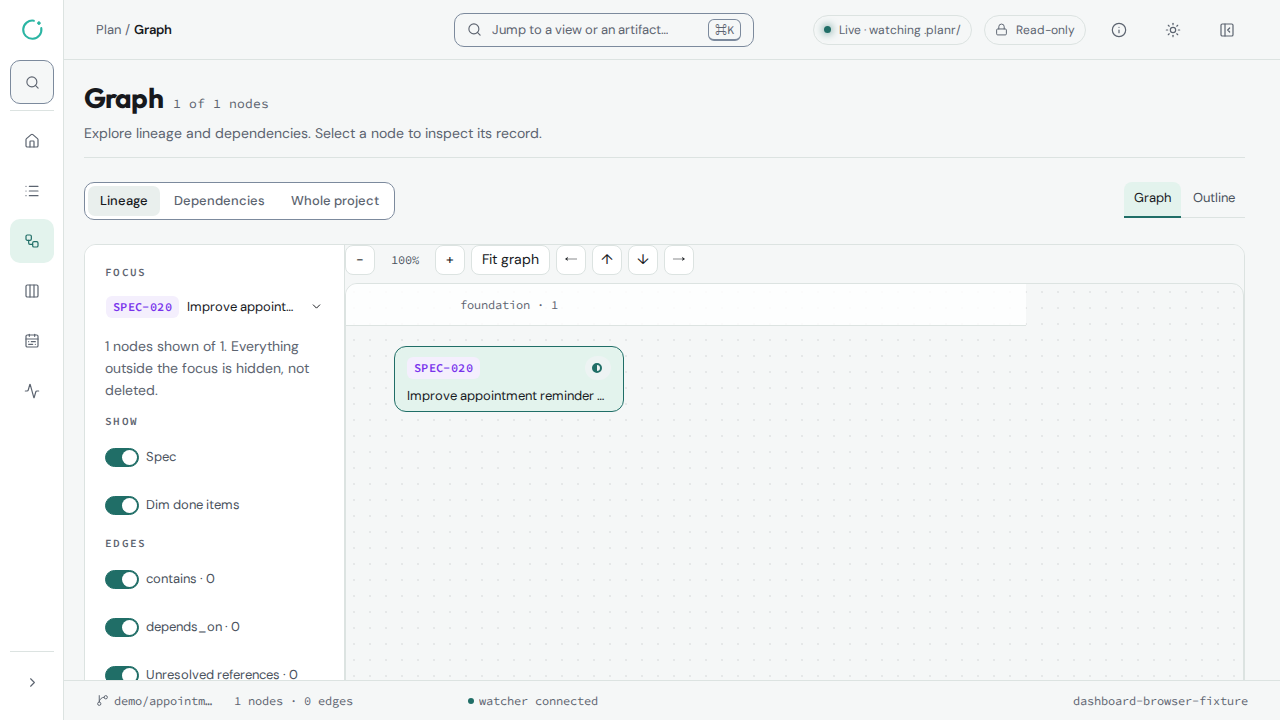 Plan / Graph
Jump to a view or an artifact…
⌘K
Live · watching .planr/
Read-only
Graph 1 of 1 nodes
Explore lineage and dependencies. Select a node to inspect its record.
Lineage Dependencies Whole project
Graph Outline
FOCUS
SPEC-020 Improve appoint…
1 nodes shown of 1. Everything
outside the focus is hidden, not
deleted.
SHOW
Spec
Dim done items
EDGES
contains · 0
depends_on · 0
Unresolved references · 0
− 100% + Fit graph ← ↑ ↓ →
foundation · 1
SPEC-020
Improve appointment reminder …
demo/appointm… 1 nodes · 0 edges
watcher connected
dashboard-browser-fixture